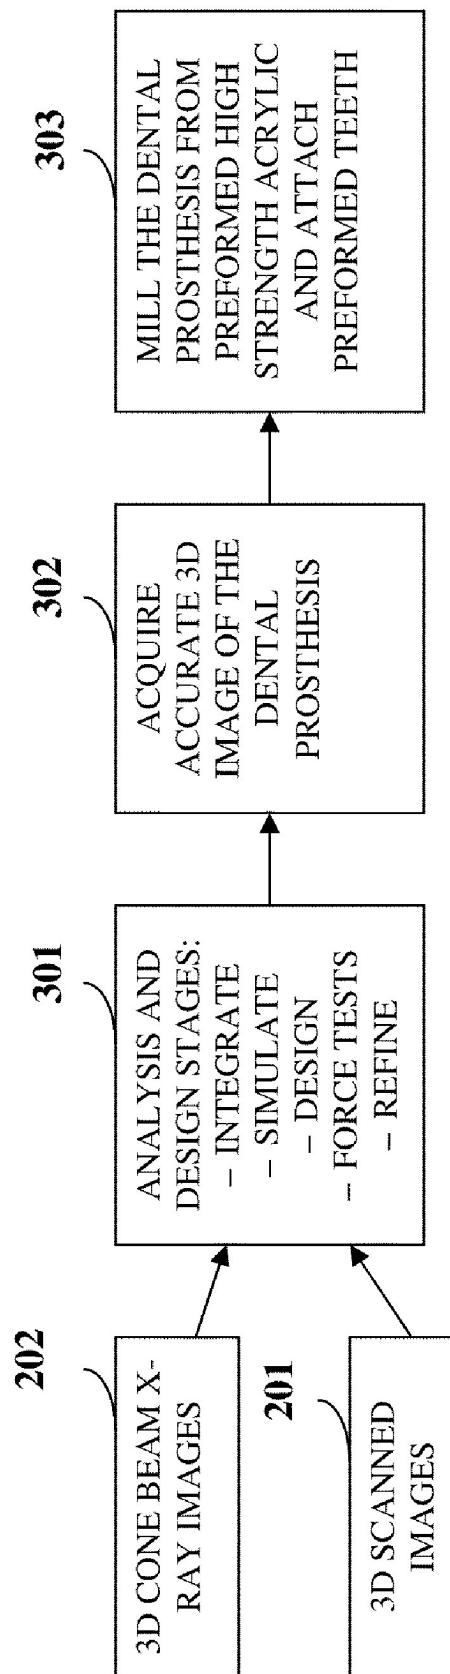 202
3D CONE BEAM X-
RAY IMAGES
201
3D SCANNED
IMAGES
301
ANALYSIS AND
DESIGN STAGES:
– INTEGRATE
– SIMULATE
– DESIGN
– FORCE TESTS
– REFINE
302
ACQUIRE
ACCURATE 3D
IMAGE OF THE
DENTAL
PROSTHESIS
303
MILL THE DENTAL
PROSTHESIS FROM
PREFORMED HIGH
STRENGTH ACRYLIC
AND ATTACH
PREFORMED TEETH